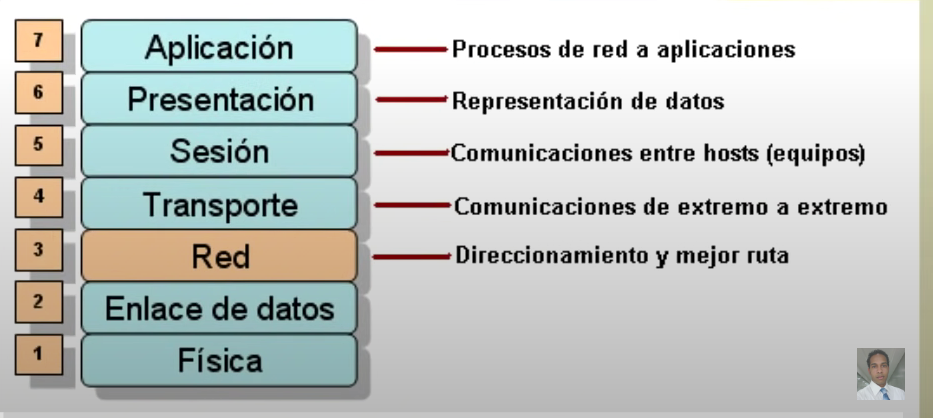 7 Aplicación Procesos de red a aplicaciones
6 Presentación Representación de datos
5 Sesión Comunicaciones entre hosts (equipos)
4 Transporte Comunicaciones de extremo a extremo
3 Red Direccionamiento y mejor ruta
2 Enlace de datos
1 Física